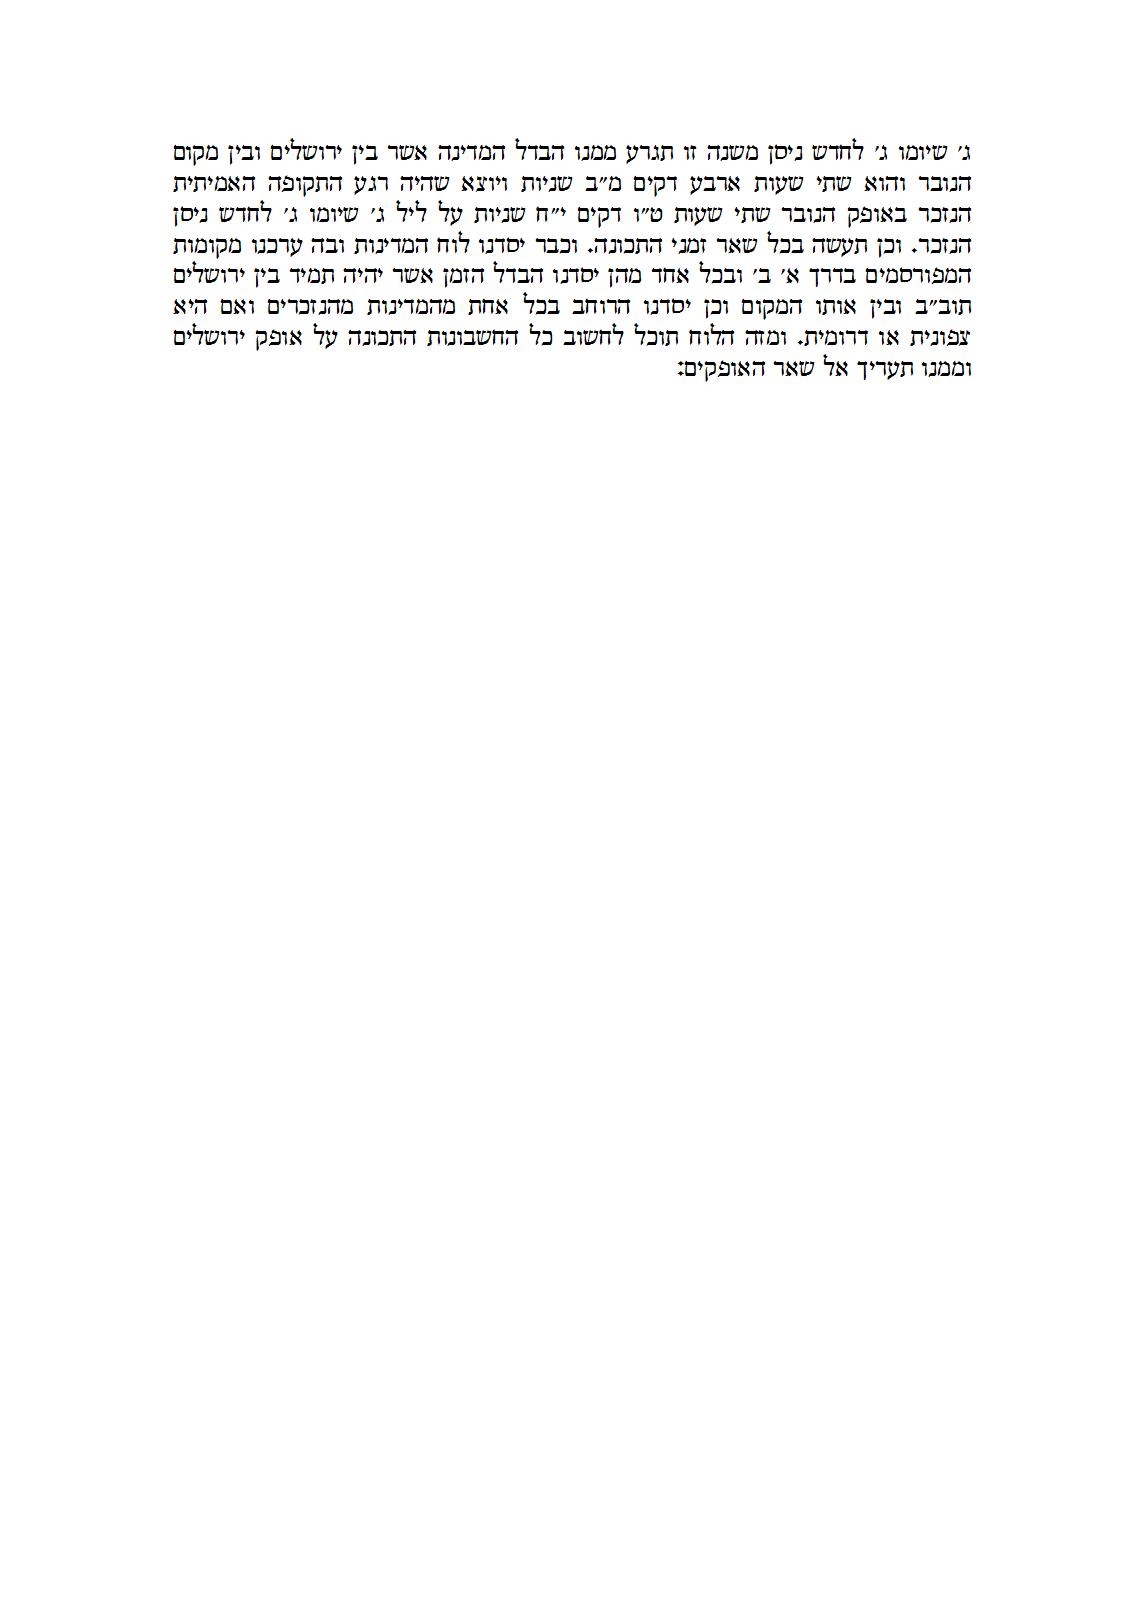 ג׳ שיומו ג׳ לחדש ניסן משנה זו תגרע ממנו הבדל המדינה אשר בין ירושלים ובין מקום
הנובר והוא שתי שעות ארבע דקים מ״ב שניות ויוצא שהיה רגע התקופה האמיתית
הנזכר באופק הנובר שתי שעות ט״ו דקים י״ח שניות על ליל ג׳ שיומו ג׳ לחדש ניסן
הנזכר. וכן תעשה בכל שאר זמני התכונה. וכבר יסדנו לוח המדינות ובה ערכנו מקומות
המפורסמים בדרך א׳ ב׳ ובכל אחד מהן יסדנו הבדל הזמן אשר יהיה תמיד בין ירושלים
תוב״ב ובין אותו המקום וכן יסדנו הרוחב בכל אחת מהמדינות מהנזכרים ואם היא
צפונית או דרומית. ומזה הלוח תוכל לחשוב כל החשבונות התכונה על אופק ירושלים
וממנו תעריך אל שאר האופקים: